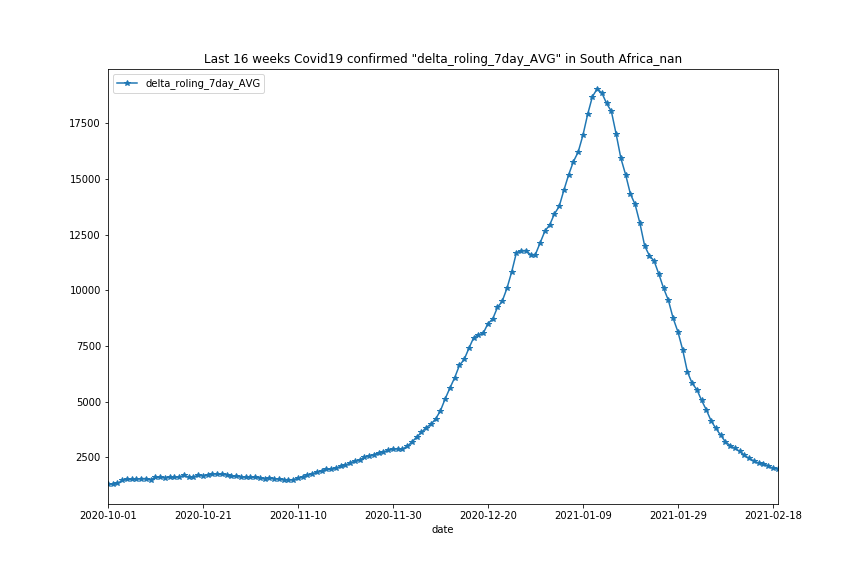 Last 16 weeks Covid19 confirmed "delta_roling_7day_AVG" in South Africa_nan
delta_roling_7day_AVG
17500
15000
12500
10000
7500
5000
2500
2020-10-01 2020-10-21 2020-11-10 2020-11-30 2020-12-20 2021-01-09 2021-01-29 2021-02-18
date